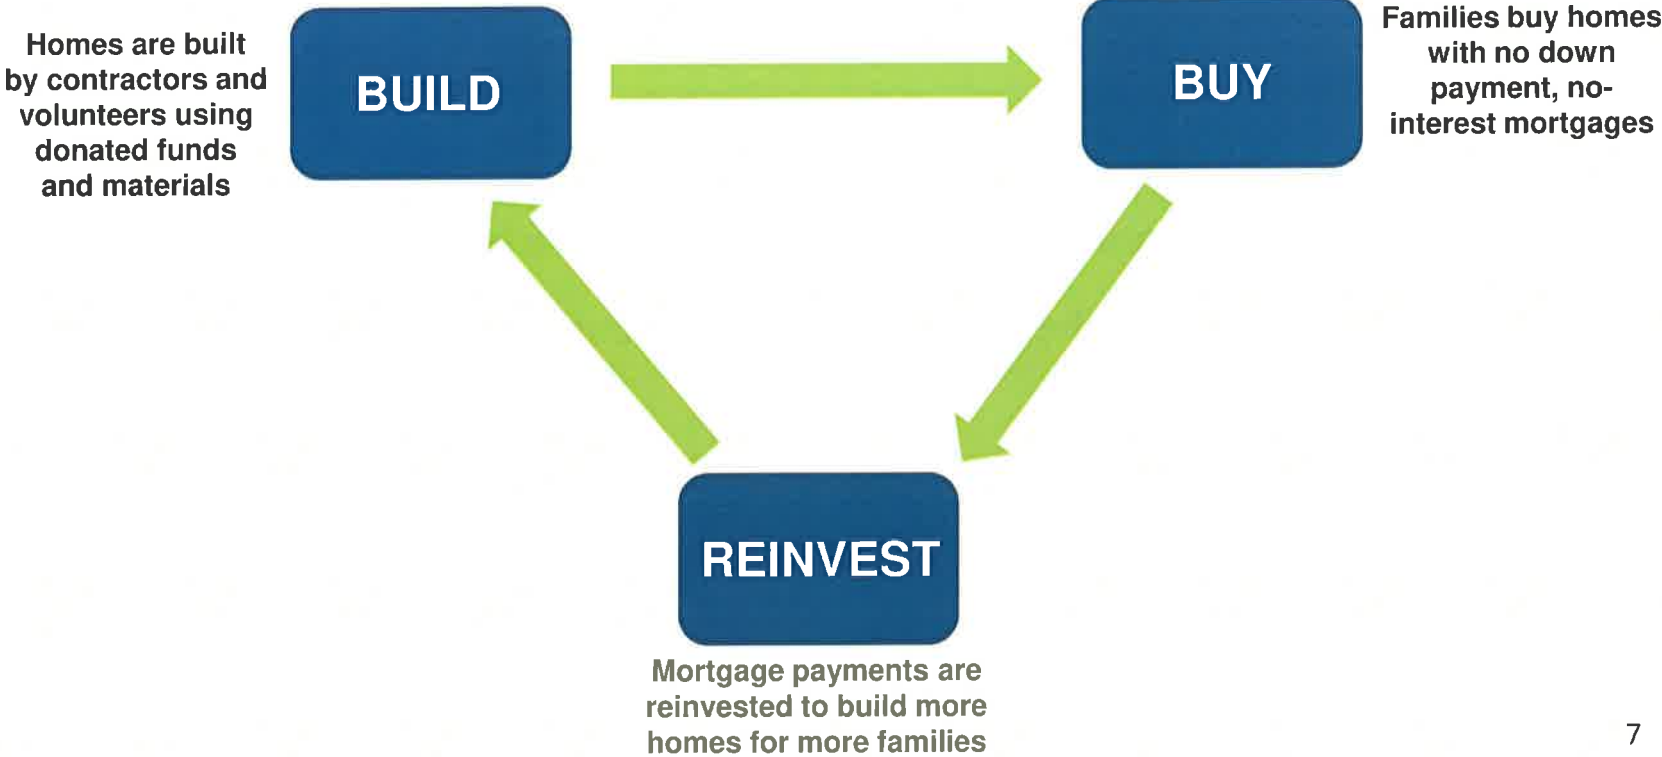 Homes are built
by contractors and
volunteers using
donated funds
and materials
BUILD
BUY
Families buy homes
with no down
payment, no-
interest mortgages
REINVEST
Mortgage payments are
reinvested to build more
homes for more families
7